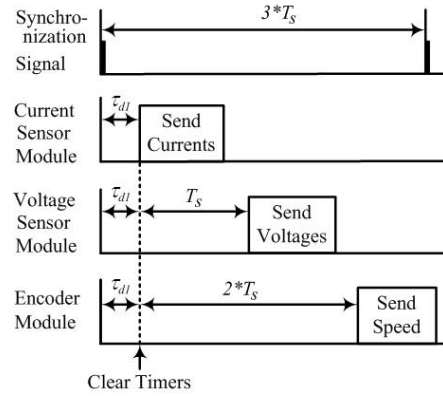 Synchro-
nization
Signal
3*T_s
Current
Sensor
Module
τ_d1
Send
Currents
Voltage
Sensor
Module
τ_d1
T_s
Send
Voltages
Encoder
Module
τ_d1
2*T_s
Send
Speed
Clear Timers